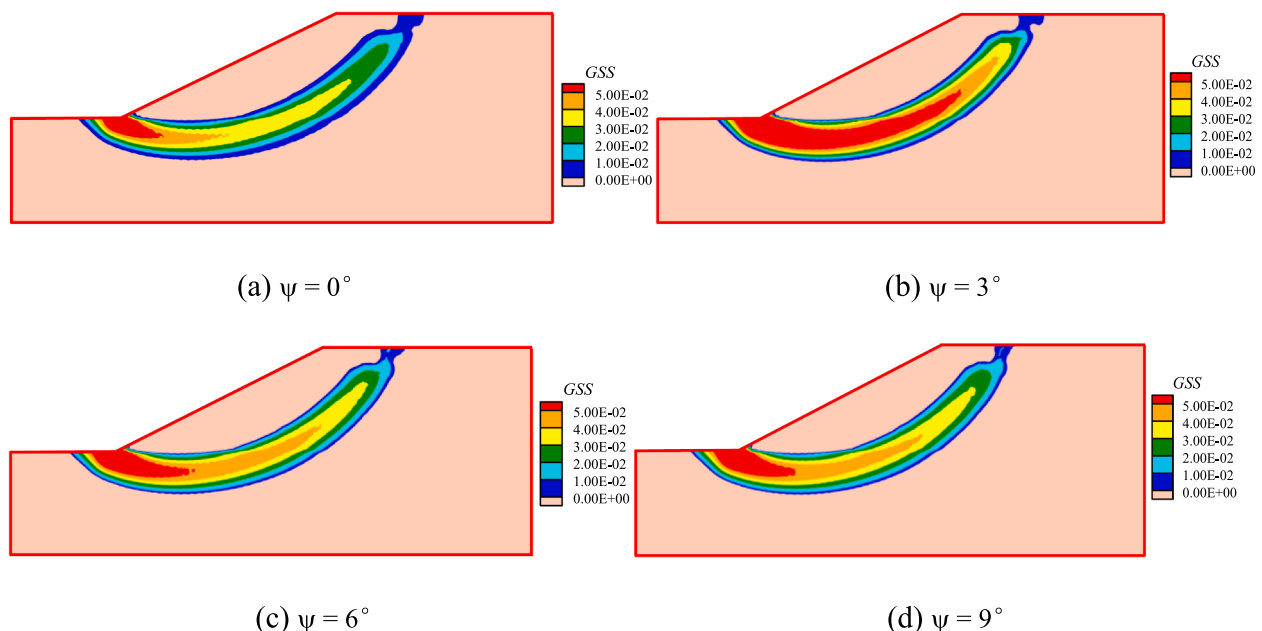 GSS
5.00E-02
4.00E-02
3.00E-02
2.00E-02
1.00E-02
0.00E+00
(a) ψ = 0°
GSS
5.00E-02
4.00E-02
3.00E-02
2.00E-02
1.00E-02
0.00E+00
(b) ψ = 3°
GSS
5.00E-02
4.00E-02
3.00E-02
2.00E-02
1.00E-02
0.00E+00
(c) ψ = 6°
GSS
5.00E-02
4.00E-02
3.00E-02
2.00E-02
1.00E-02
0.00E+00
(d) ψ = 9°